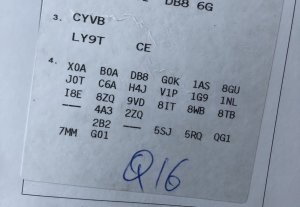 DB8 6G
3. CYVB
LY9T CE
4.
X0A B0A DB8 G0K 1AS 8GU
J0T C6A H4J V1P 1G9 1NL
I8E 8ZQ 9VD 8IT 8WB 8TB
--- 4A3 2ZQ
2B2 --- 5SJ 5RQ QG1
7MM G01
Q16